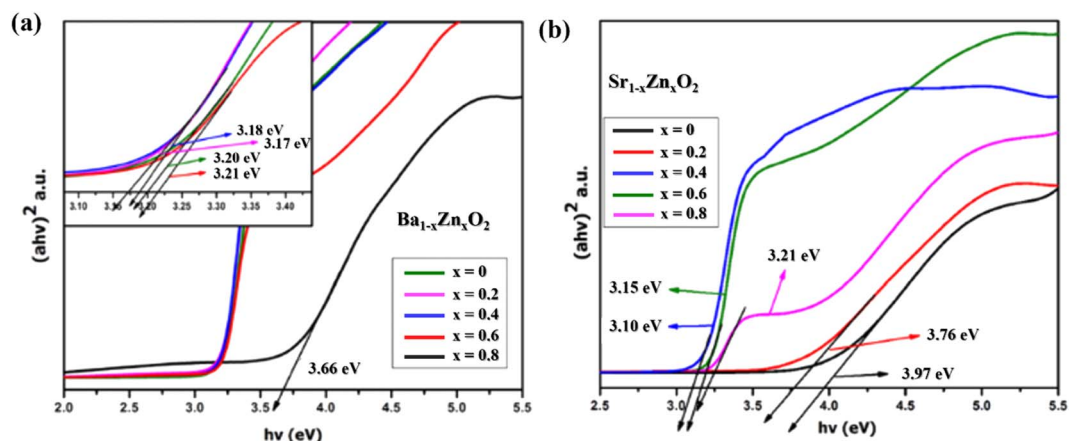 (a)
3.18 eV
3.17 eV
3.20 eV
3.21 eV
3.10 3.15 3.20 3.25 3.30 3.35 3.40
(ahv)² a.u.
Ba₁₋ₓZnₓO₂
x = 0
x = 0.2
x = 0.4
x = 0.6
x = 0.8
3.66 eV
2.0 2.5 3.0 3.5 4.0 4.5 5.0 5.5
hv (eV)
(b)
Sr₁₋ₓZnₓO₂
x = 0
x = 0.2
x = 0.4
x = 0.6
x = 0.8
(ahv)² a.u.
3.21 eV
3.15 eV
3.10 eV
3.76 eV
3.97 eV
2.5 3.0 3.5 4.0 4.5 5.0 5.5
hv (eV)